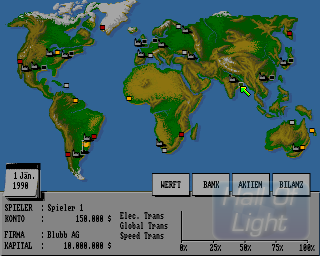 1 Jän.
1990
WERFT BANK AKTIEN BILANZ
SPIELER : Spieler 1
KONTO : 150.000 $
FIRMA : Blubb AG
KAPITAL : 10.000.000 $
Elec. Trans
Global Trans
Speed Trans
0% 25% 50% 75% 100%
Hall Of
Light